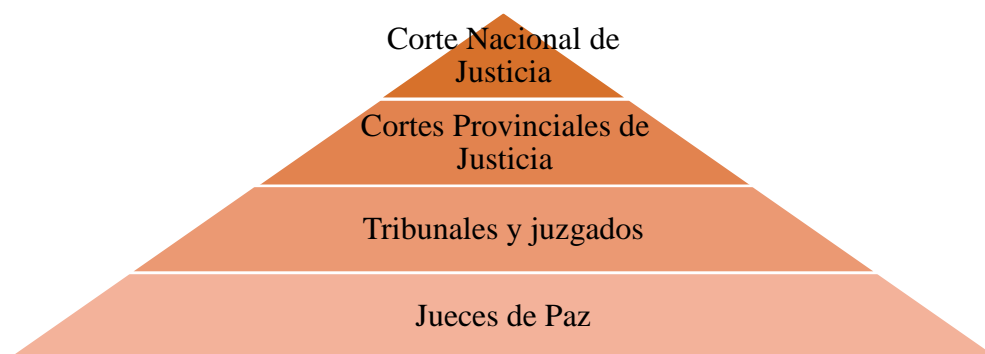 Corte Nacional de
Justicia
Cortes Provinciales de
Justicia
Tribunales y juzgados
Jueces de Paz